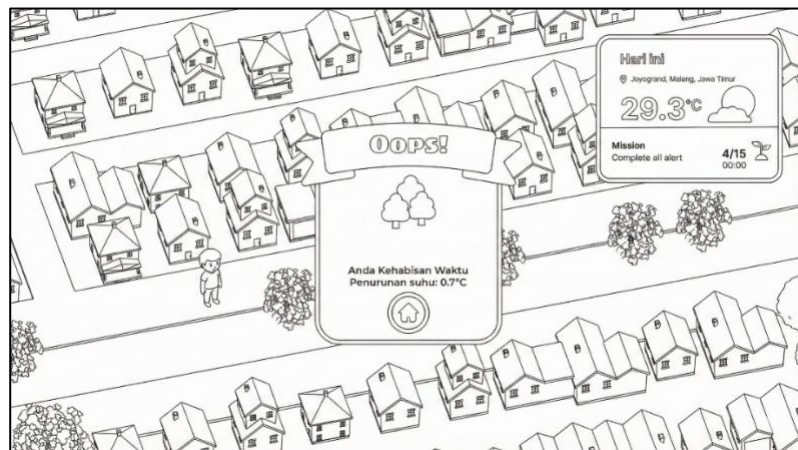 Hari ini
Joyogrand, Malang, Jawa Timur
29.3°C
Mission
Complete all alert
4/15
00:00
Oops!
Anda Kehabisan Waktu
Penurunan suhu: 0.7°C